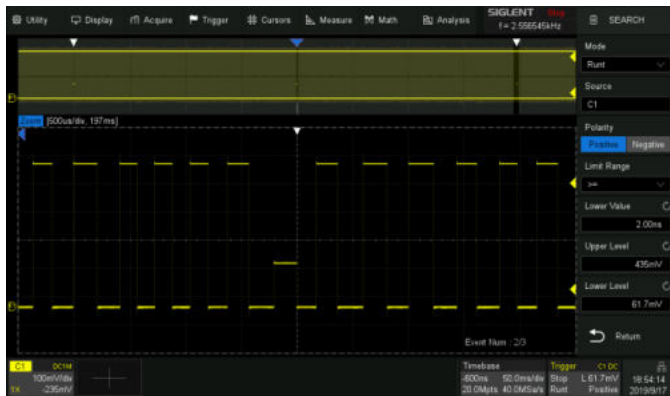 Utility Display Acquire Trigger Cursors Measure Math Analysis SIGLENT Stop
f = 2.556545kHz
SEARCH
Mode
Runt
Source
C1
Zoom [500us/div, 197ms]
Polarity
Positive Negative
Limit Range
>=
Lower Value
2.00ns
Upper Level
435mV
Lower Level
61.7mV
Event Num : 2/3
Return
C1 DC1M
100mV/div
1X -235mV
Timebase
-600ns 50.0ms/div
20.0Mpts 40.0MSa/s
Trigger C1 DC
Stop L 61.7mV
Runt Positive
18:54:14
2019/9/17